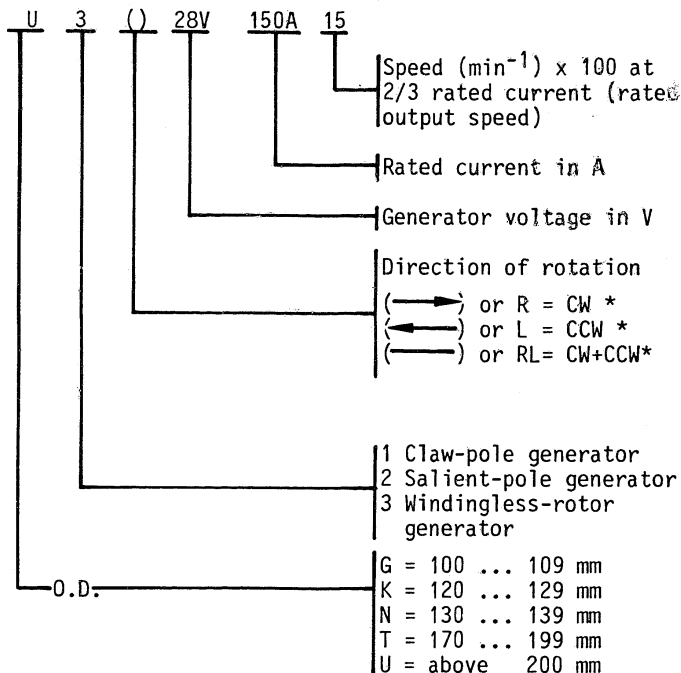 U 3 () 28V 150A 15
Speed (min⁻¹) x 100 at
2/3 rated current (rated
output speed)
Rated current in A
Generator voltage in V
Direction of rotation
(→) or R = CW *
(←) or L = CCW *
(—) or RL= CW+CCW*
1 Claw-pole generator
2 Salient-pole generator
3 Windingless-rotor
generator
O.D.
G = 100 ... 109 mm
K = 120 ... 129 mm
N = 130 ... 139 mm
T = 170 ... 199 mm
U = above 200 mm